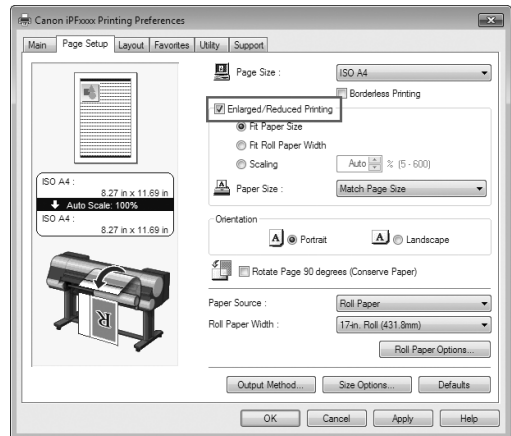 Canon iPFxxxx Printing Preferences
Main Page Setup Layout Favorites Utility Support
Page Size : ISO A4
Borderless Printing
Enlarged/Reduced Printing
Fit Paper Size
Fit Roll Paper Width
Scaling Auto % (5 - 600)
ISO A4 :
8.27 in x 11.69 in
Auto Scale: 100%
ISO A4 :
8.27 in x 11.69 in
Paper Size : Match Page Size
Orientation
A Portrait A Landscape
Rotate Page 90 degrees (Conserve Paper)
R
Paper Source : Roll Paper
Roll Paper Width : 17-in. Roll (431.8mm)
Roll Paper Options...
Output Method... Size Options... Defaults
OK Cancel Apply Help